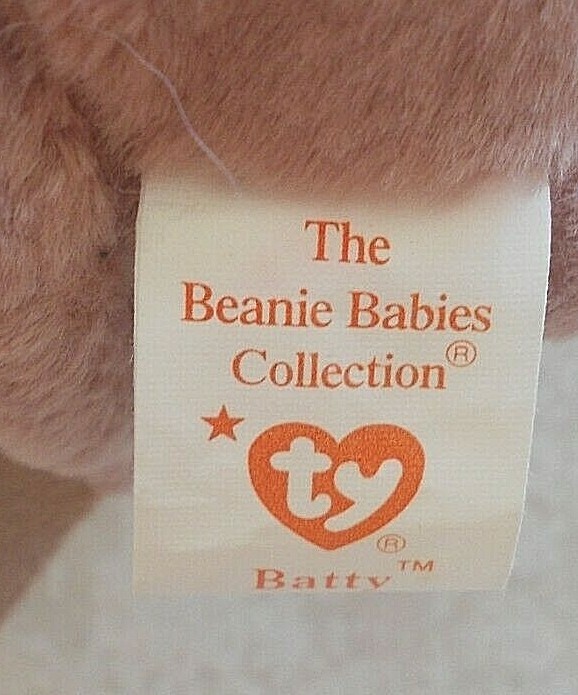 The
Beanie Babies
Collection®
ty®
Batty™